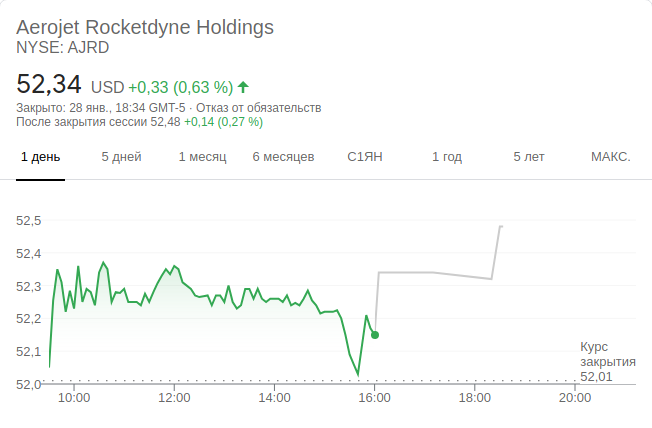 Aerojet Rocketdyne Holdings
NYSE: AJRD
52,34 USD +0,33 (0,63 %)
Закрыто: 28 янв., 18:34 GMT-5 · Отказ от обязательств
После закрытия сессии 52,48 +0,14 (0,27 %)
1 день 5 дней 1 месяц 6 месяцев С1ЯН 1 год 5 лет МАКС.
52,5
52,4
52,3
52,2
52,1
52,0
Курс
закрытия
52,01
10:00 12:00 14:00 16:00 18:00 20:00